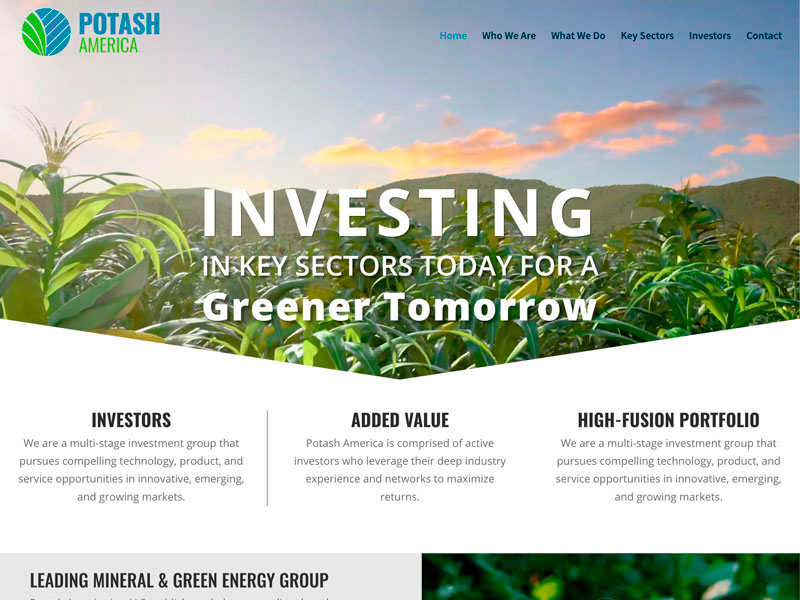 POTASH
AMERICA
Home Who We Are What We Do Key Sectors Investors Contact
INVESTING
IN KEY SECTORS TODAY FOR A
Greener Tomorrow
INVESTORS
We are a multi-stage investment group that
pursues compelling technology, product, and
service opportunities in innovative, emerging,
and growing markets.
ADDED VALUE
Potash America is comprised of active
investors who leverage their deep industry
experience and networks to maximize
returns.
HIGH-FUSION PORTFOLIO
We are a multi-stage investment group that
pursues compelling technology, product, and
service opportunities in innovative, emerging,
and growing markets.
LEADING MINERAL & GREEN ENERGY GROUP